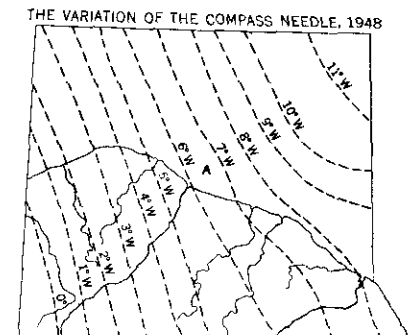 THE VARIATION OF THE COMPASS NEEDLE, 1948
11° W
10° W
9° W
8° W
7° W
6° W
A
5° W
4° W
3° W
2° W
1° W
0°